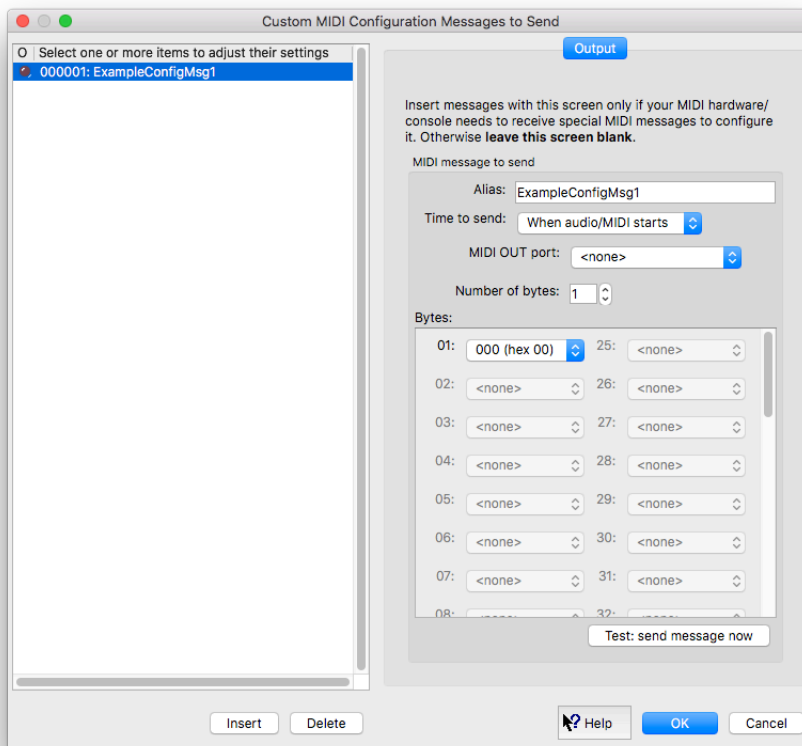 Custom MIDI Configuration Messages to Send
O Select one or more items to adjust their settings
000001: ExampleConfigMsg1
Output
Insert messages with this screen only if your MIDI hardware/
console needs to receive special MIDI messages to configure
it. Otherwise leave this screen blank.
MIDI message to send
Alias: ExampleConfigMsg1
Time to send: When audio/MIDI starts
MIDI OUT port: <none>
Number of bytes: 1
Bytes:
01: 000 (hex 00) 25: <none>
02: <none> 26: <none>
03: <none> 27: <none>
04: <none> 28: <none>
05: <none> 29: <none>
06: <none> 30: <none>
07: <none> 31: <none>
08: <none> 32: <none>
Test: send message now
Insert Delete ? Help OK Cancel